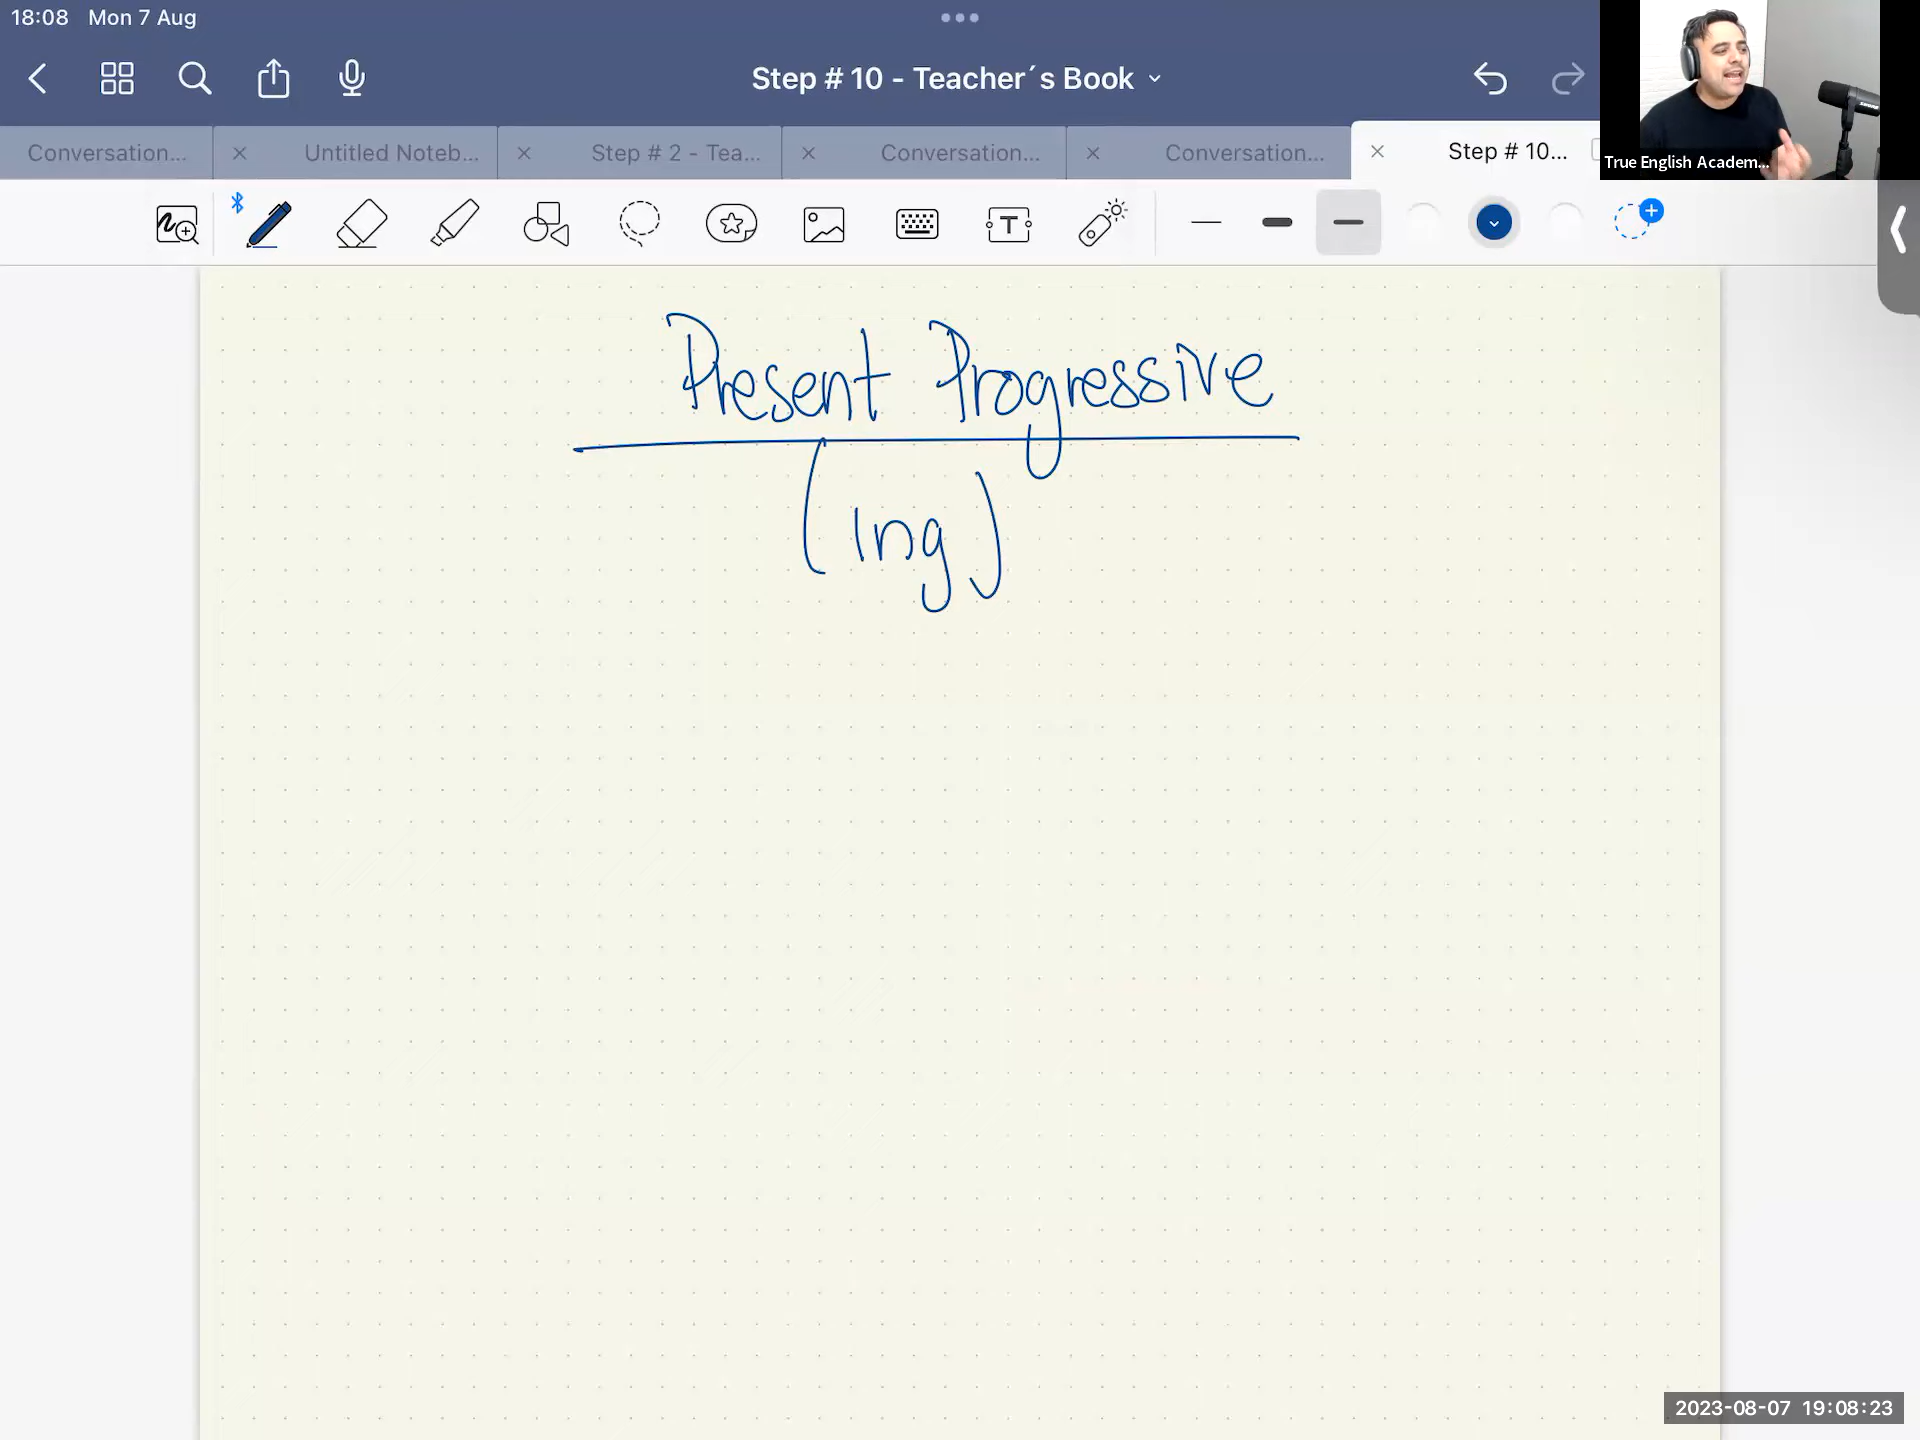 18:08 Mon 7 Aug
Step # 10 - Teacher´s Book
Conversation...
Untitled Noteb...
Step # 2 - Tea...
Conversation...
Conversation...
Step # 10...
True English Academ...
T
Present Progressive
(ing)
2023-08-07 19:08:23